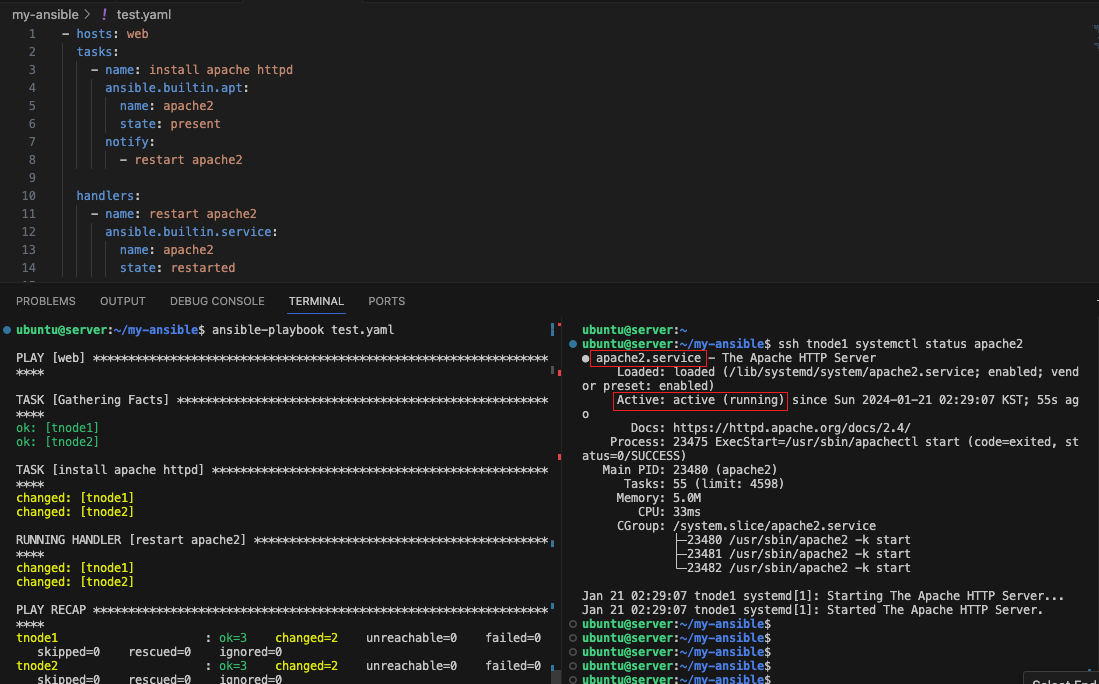 my-ansible > ! test.yaml
1 - hosts: web
2 tasks:
3 - name: install apache httpd
4 ansible.builtin.apt:
5 name: apache2
6 state: present
7 notify:
8 - restart apache2
9
10 handlers:
11 - name: restart apache2
12 ansible.builtin.service:
13 name: apache2
14 state: restarted
PROBLEMS OUTPUT DEBUG CONSOLE TERMINAL PORTS
ubuntu@server:~/my-ansible$ ansible-playbook test.yaml
PLAY [web] ***************************************************************
****
TASK [Gathering Facts] ***************************************************
****
ok: [tnode1]
ok: [tnode2]
TASK [install apache httpd] **********************************************
****
changed: [tnode1]
changed: [tnode2]
RUNNING HANDLER [restart apache2] ****************************************
****
changed: [tnode1]
changed: [tnode2]
PLAY RECAP ***************************************************************
****
tnode1 : ok=3 changed=2 unreachable=0 failed=0
skipped=0 rescued=0 ignored=0
tnode2 : ok=3 changed=2 unreachable=0 failed=0
skipped=0 rescued=0 ignored=0
ubuntu@server:~
ubuntu@server:~/my-ansible$ ssh tnode1 systemctl status apache2
● apache2.service - The Apache HTTP Server
Loaded: loaded (/lib/systemd/system/apache2.service; enabled; vend
or preset: enabled)
Active: active (running) since Sun 2024-01-21 02:29:07 KST; 55s ag
o
Docs: https://httpd.apache.org/docs/2.4/
Process: 23475 ExecStart=/usr/sbin/apachectl start (code=exited, st
atus=0/SUCCESS)
Main PID: 23480 (apache2)
Tasks: 55 (limit: 4598)
Memory: 5.0M
CPU: 33ms
CGroup: /system.slice/apache2.service
├─23480 /usr/sbin/apache2 -k start
├─23481 /usr/sbin/apache2 -k start
└─23482 /usr/sbin/apache2 -k start
Jan 21 02:29:07 tnode1 systemd[1]: Starting The Apache HTTP Server...
Jan 21 02:29:07 tnode1 systemd[1]: Started The Apache HTTP Server.
ubuntu@server:~/my-ansible$
ubuntu@server:~/my-ansible$
ubuntu@server:~/my-ansible$
ubuntu@server:~/my-ansible$
ubuntu@server:~/my-ansible$
Select End